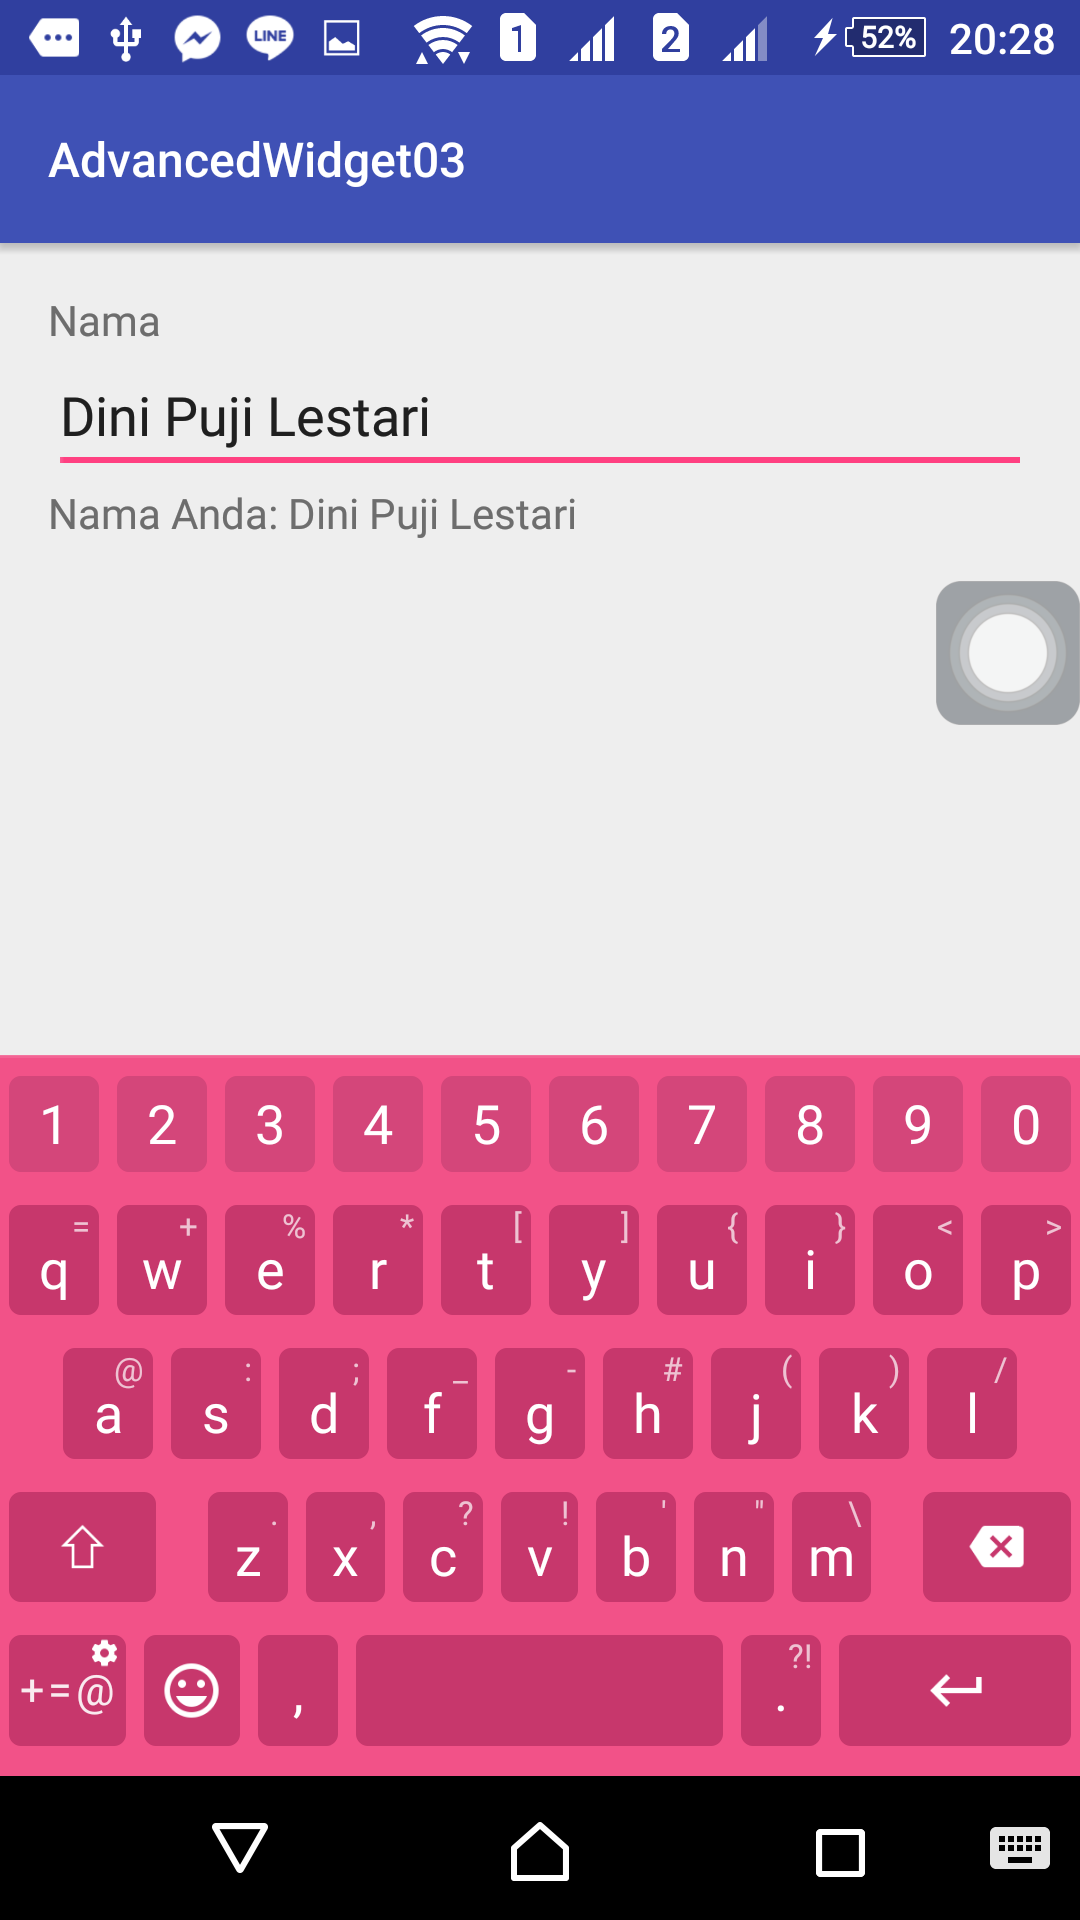 LINE 1 2 52% 20:28
AdvancedWidget03
Nama
Dini Puji Lestari
Nama Anda: Dini Puji Lestari
1 2 3 4 5 6 7 8 9 0
= + % * [ ] { } < >
q w e r t y u i o p
@ : ; _ - # ( ) /
a s d f g h j k l
. , ? ! ' " \
z x c v b n m
?!
+=@ , .